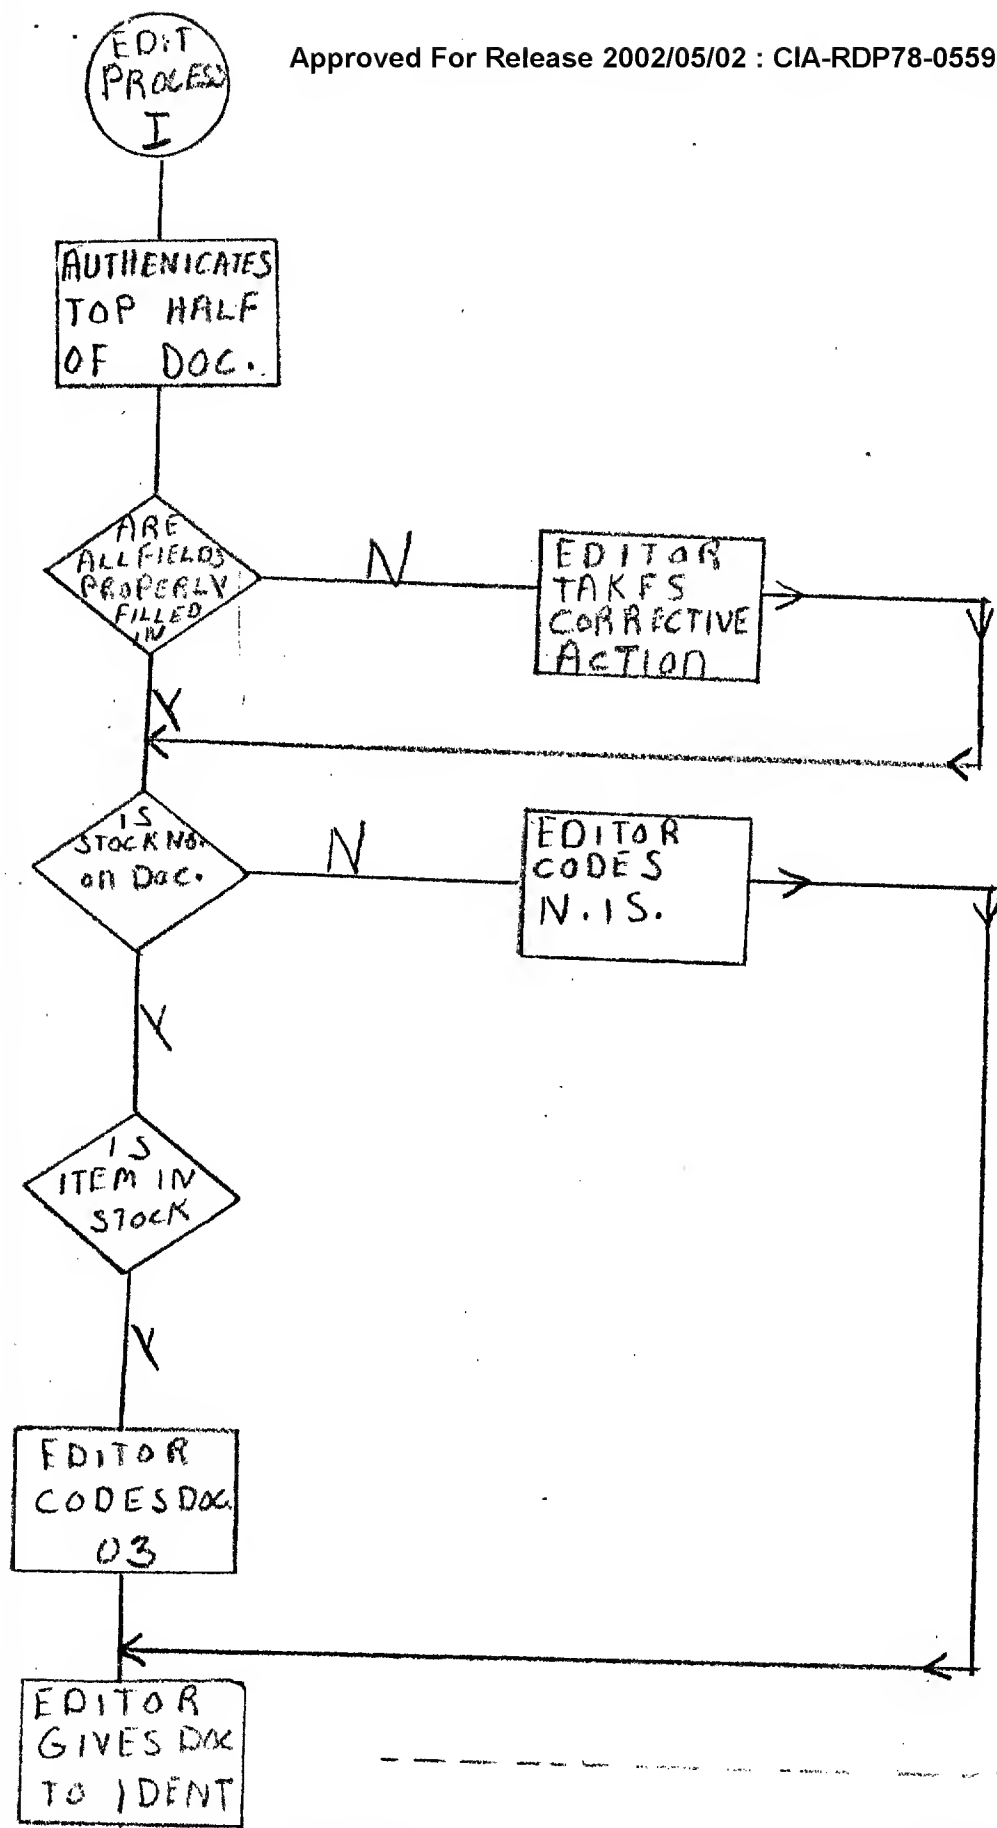 EDIT
PROCESS
I
Approved For Release 2002/05/02 : CIA-RDP78-0559
AUTHENICATES
TOP HALF
OF DOC.
ARE
ALL FIELDS
PROPERLY
FILLED
IN
N
EDITOR
TAKES
CORRECTIVE
ACTION
Y
IS
STOCK NO.
on Doc.
N
EDITOR
CODES
N.I.S.
Y
IS
ITEM IN
STOCK
Y
EDITOR
CODES DOC.
03
EDITOR
GIVES DOC
TO IDENT